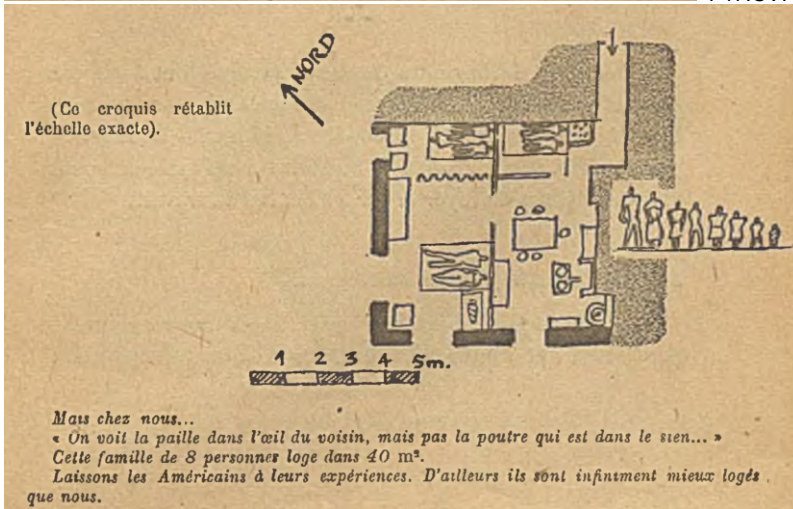 NORD
(Ce croquis rétablit
l'échelle exacte).
1 2 3 4 5m.
Mais chez nous...
« On voit la paille dans l'œil du voisin, mais pas la poutre qui est dans le sien... »
Cette famille de 8 personnes loge dans 40 m².
Laissons les Américains à leurs expériences. D'ailleurs ils sont infiniment mieux logés
que nous.